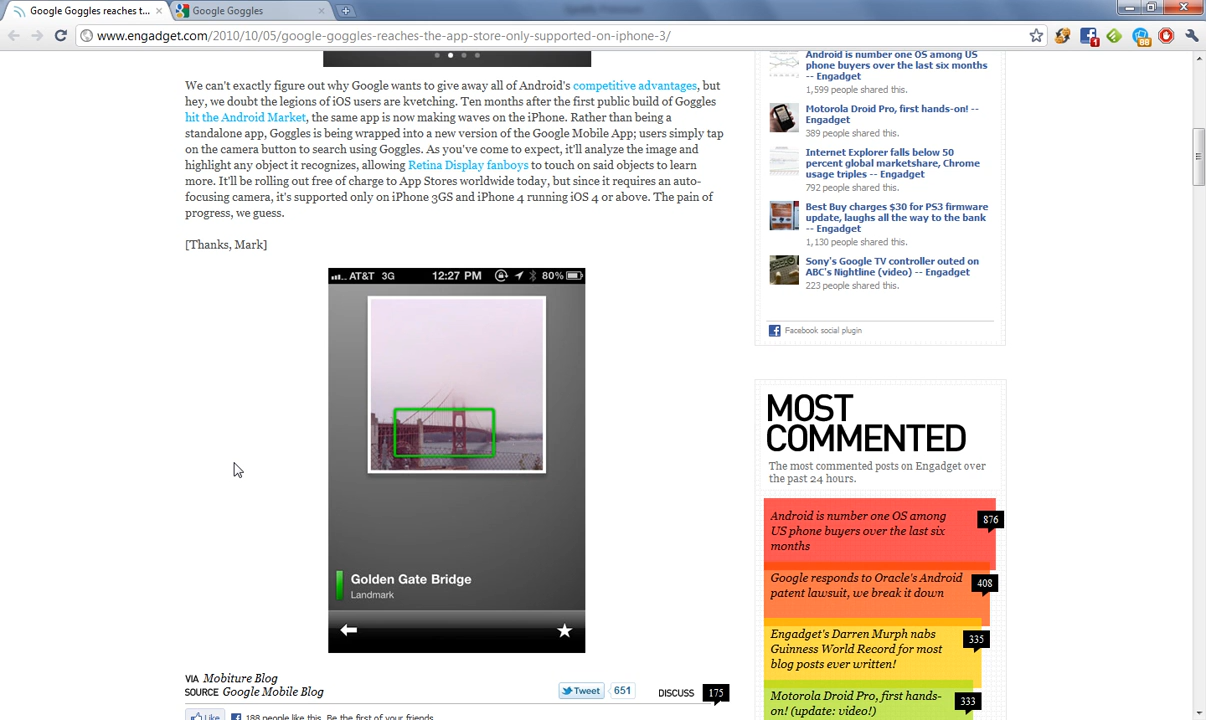 Google Goggles reaches t...
Google Goggles
www.engadget.com/2010/10/05/google-goggles-reaches-the-app-store-only-supported-on-iphone-3/
1
We can't exactly figure out why Google wants to give away all of Android's competitive advantages, but
hey, we doubt the legions of iOS users are kvetching. Ten months after the first public build of Goggles
hit the Android Market, the same app is now making waves on the iPhone. Rather than being a
standalone app, Goggles is being wrapped into a new version of the Google Mobile App; users simply tap
on the camera button to search using Goggles. As you've come to expect, it'll analyze the image and
highlight any object it recognizes, allowing Retina Display fanboys to touch on said objects to learn
more. It'll be rolling out free of charge to App Stores worldwide today, but since it requires an auto-
focusing camera, it's supported only on iPhone 3GS and iPhone 4 running iOS 4 or above. The pain of
progress, we guess.
[Thanks, Mark]
AT&T 3G 12:27 PM 80%
Golden Gate Bridge
Landmark
VIA Mobiture Blog
SOURCE Google Mobile Blog
Tweet 651
DISCUSS 175
Like 188 people like this. Be the first of your friends.
Android is number one OS among US
phone buyers over the last six months
-- Engadget
1,599 people shared this.
Motorola Droid Pro, first hands-on! --
Engadget
389 people shared this.
Internet Explorer falls below 50
percent global marketshare, Chrome
usage triples -- Engadget
792 people shared this.
Best Buy charges $30 for PS3 firmware
update, laughs all the way to the bank
-- Engadget
1,130 people shared this.
Sony's Google TV controller outed on
ABC's Nightline (video) -- Engadget
223 people shared this.
Facebook social plugin
MOST
COMMENTED
The most commented posts on Engadget over
the past 24 hours.
Android is number one OS among
US phone buyers over the last six
months
876
Google responds to Oracle's Android
patent lawsuit, we break it down
408
Engadget's Darren Murph nabs
Guinness World Record for most
blog posts ever written!
335
Motorola Droid Pro, first hands-
on! (update: video!)
333